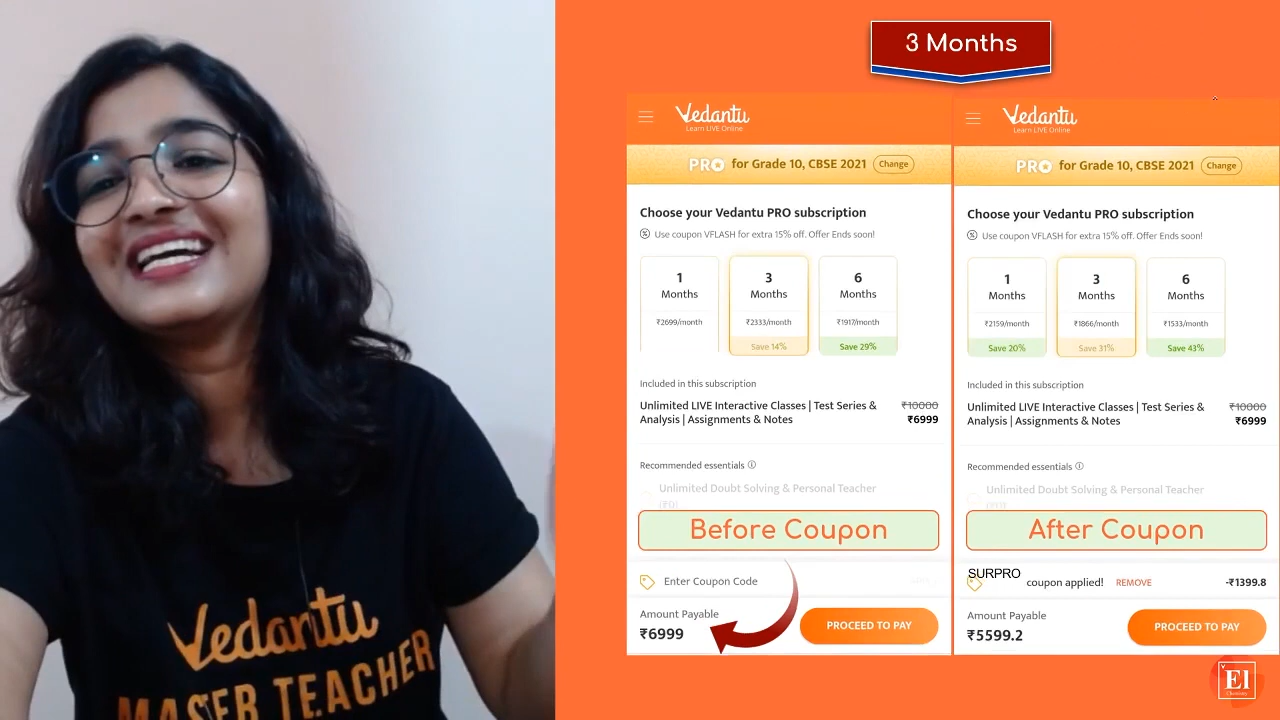 Vedantu
MASTER TEACHER
3 Months
Vedantu
Learn LIVE Online
PRO for Grade 10, CBSE 2021 Change
Choose your Vedantu PRO subscription
Use coupon VFLASH for extra 15% off. Offer Ends soon!
1
Months
₹2699/month
3
Months
₹2333/month
Save 14%
6
Months
₹1917/month
Save 29%
Included in this subscription
Unlimited LIVE Interactive Classes | Test Series & ₹10000
Analysis | Assignments & Notes ₹6999
Recommended essentials
Unlimited Doubt Solving & Personal Teacher
Before Coupon
Enter Coupon Code
Amount Payable
₹6999
PROCEED TO PAY
Vedantu
Learn LIVE Online
PRO for Grade 10, CBSE 2021 Change
Choose your Vedantu PRO subscription
Use coupon VFLASH for extra 15% off. Offer Ends soon!
1
Months
₹2159/month
Save 20%
3
Months
₹1866/month
Save 31%
6
Months
₹1533/month
Save 43%
Included in this subscription
Unlimited LIVE Interactive Classes | Test Series & ₹10000
Analysis | Assignments & Notes ₹6999
Recommended essentials
Unlimited Doubt Solving & Personal Teacher
After Coupon
SURPRO coupon applied! REMOVE -₹1399.8
Amount Payable
₹5599.2
PROCEED TO PAY
V
El
Chemistry